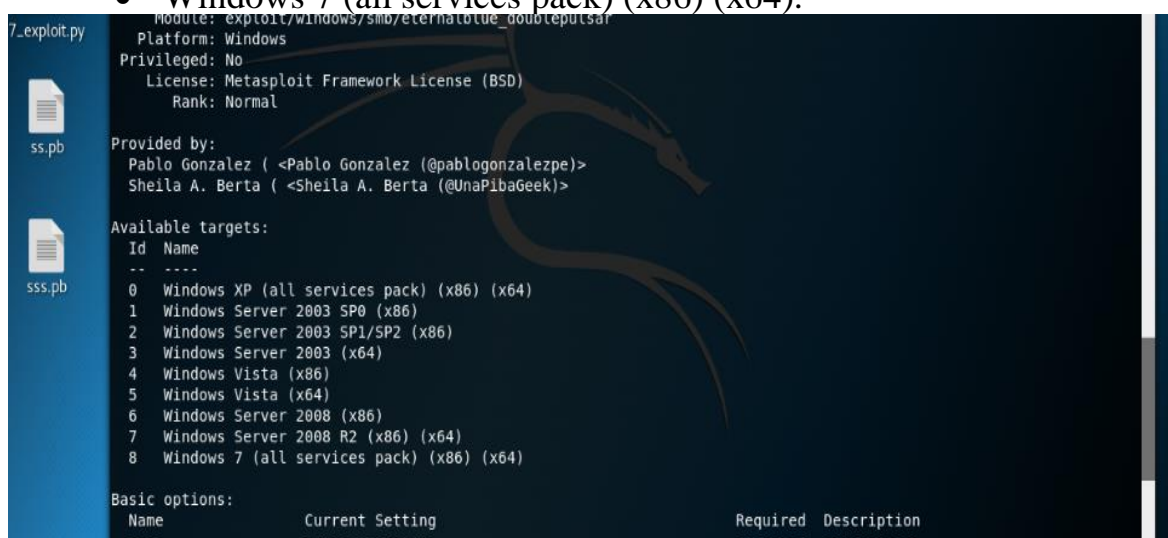 • Windows 7 (all services pack) (x86) (x64).
7_exploit.py
Module: exploit/windows/smb/eternalblue_doublepulsar
Platform: Windows
Privileged: No
License: Metasploit Framework License (BSD)
Rank: Normal
ss.pb
Provided by:
Pablo Gonzalez ( <Pablo Gonzalez (@pablogonzalezpe)>
Sheila A. Berta ( <Sheila A. Berta (@UnaPibaGeek)>
Available targets:
Id Name
-- ----
sss.pb
0 Windows XP (all services pack) (x86) (x64)
1 Windows Server 2003 SP0 (x86)
2 Windows Server 2003 SP1/SP2 (x86)
3 Windows Server 2003 (x64)
4 Windows Vista (x86)
5 Windows Vista (x64)
6 Windows Server 2008 (x86)
7 Windows Server 2008 R2 (x86) (x64)
8 Windows 7 (all services pack) (x86) (x64)
Basic options:
Name Current Setting Required Description